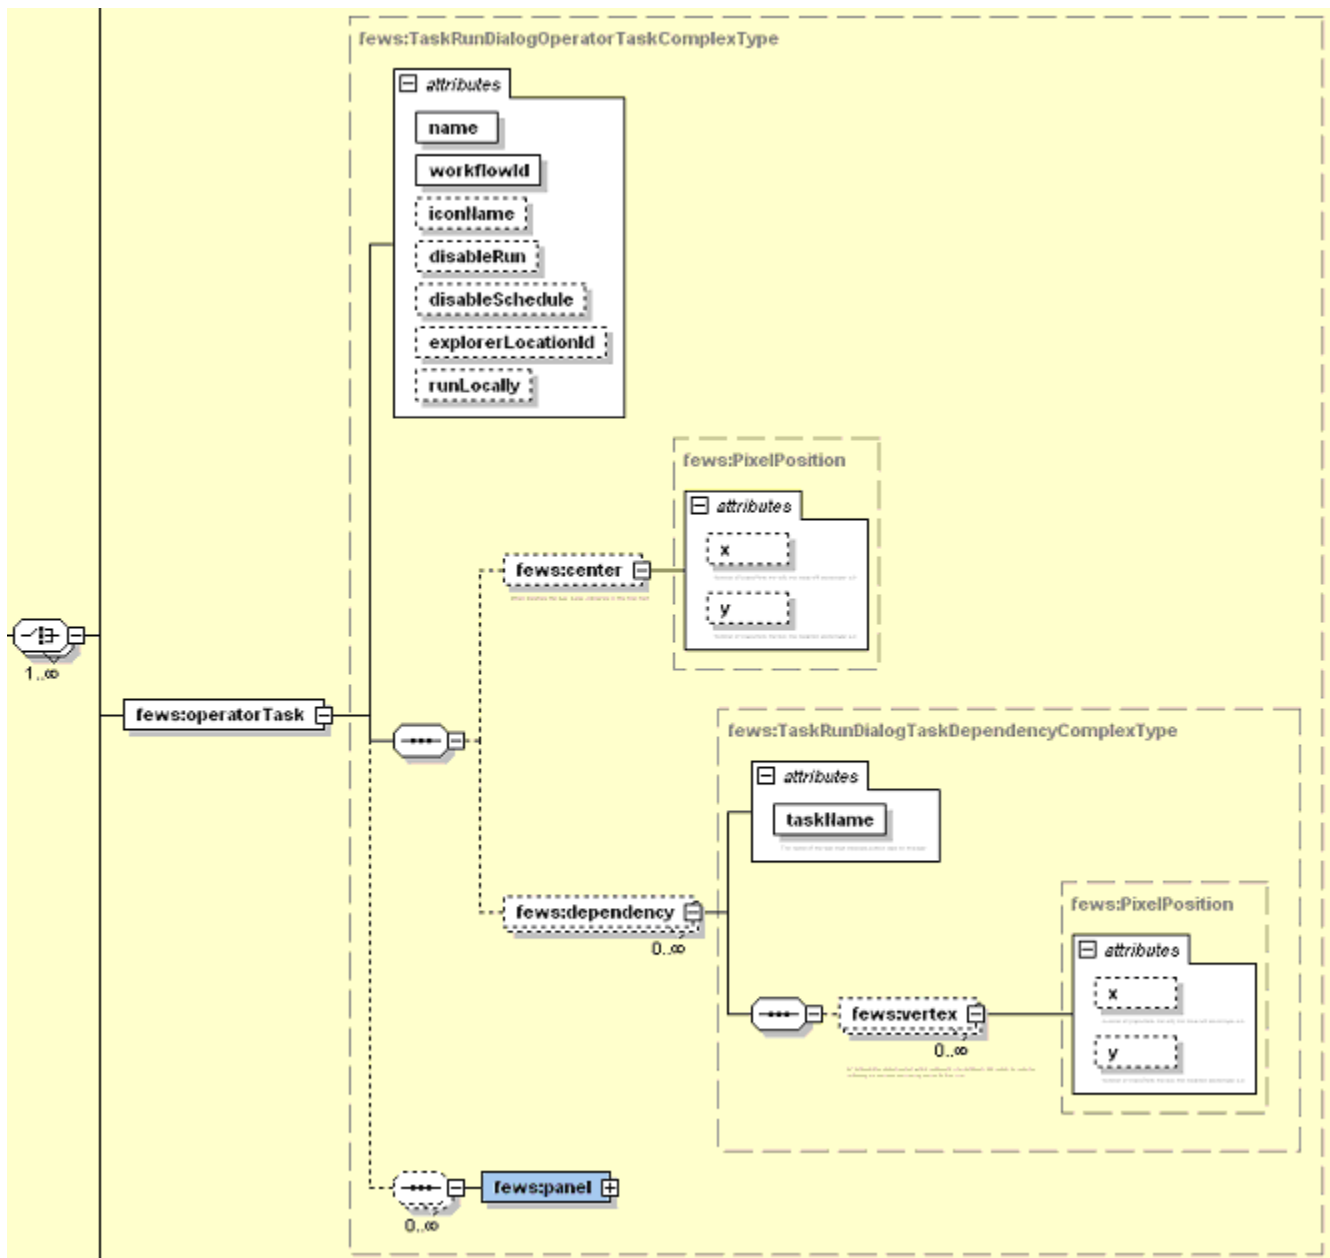 fews:TaskRunDialogOperatorTaskComplexType
attributes
name
workflowId
iconName
disableRun
disableSchedule
explorerLocationId
runLocally
fews:PixelPosition
attributes
x
fews:center
y
1..∞
fews:operatorTask
fews:TaskRunDialogTaskDependencyComplexType
attributes
taskName
fews:PixelPosition
fews:dependency
0..∞
attributes
x
fews:vertex
0..∞
y
fews:panel
0..∞